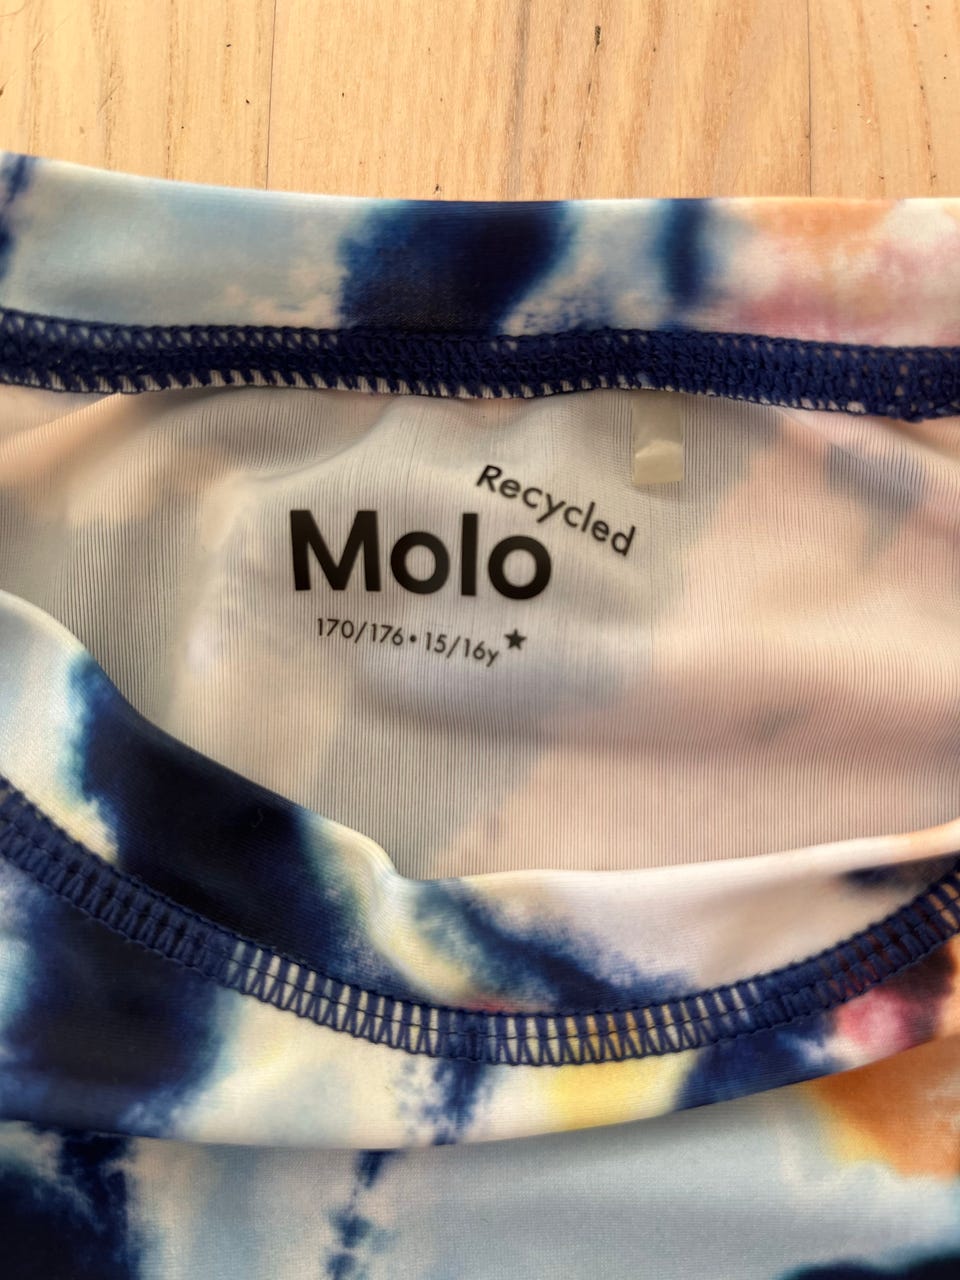 Recycled
Molo
170/176 • 15/16y★